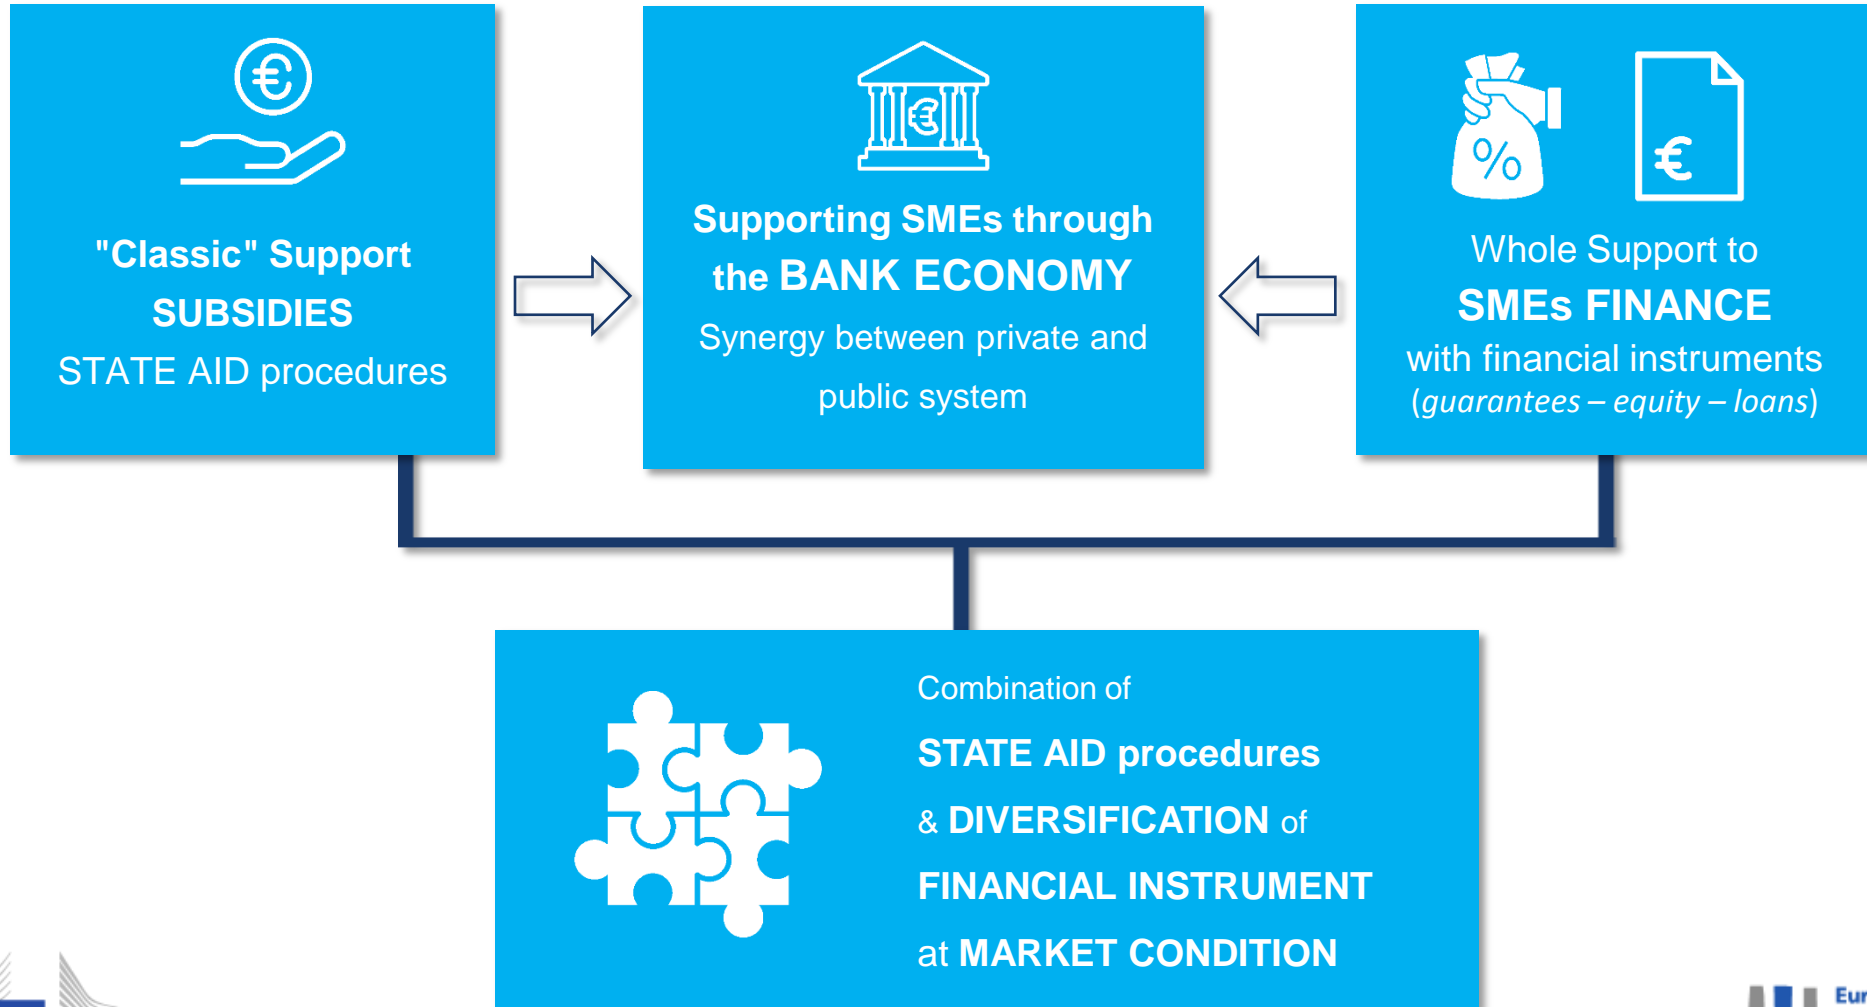 "Classic" Support
SUBSIDIES
STATE AID procedures
Supporting SMEs through
the BANK ECONOMY
Synergy between private and
public system
Whole Support to
SMEs FINANCE
with financial instruments
(guarantees – equity – loans)
Combination of
STATE AID procedures
& DIVERSIFICATION of
FINANCIAL INSTRUMENT
at MARKET CONDITION